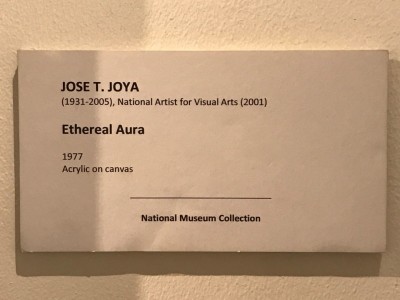 JOSE T. JOYA
(1931-2005), National Artist for Visual Arts (2001)
Ethereal Aura
1977
Acrylic on canvas
National Museum Collection